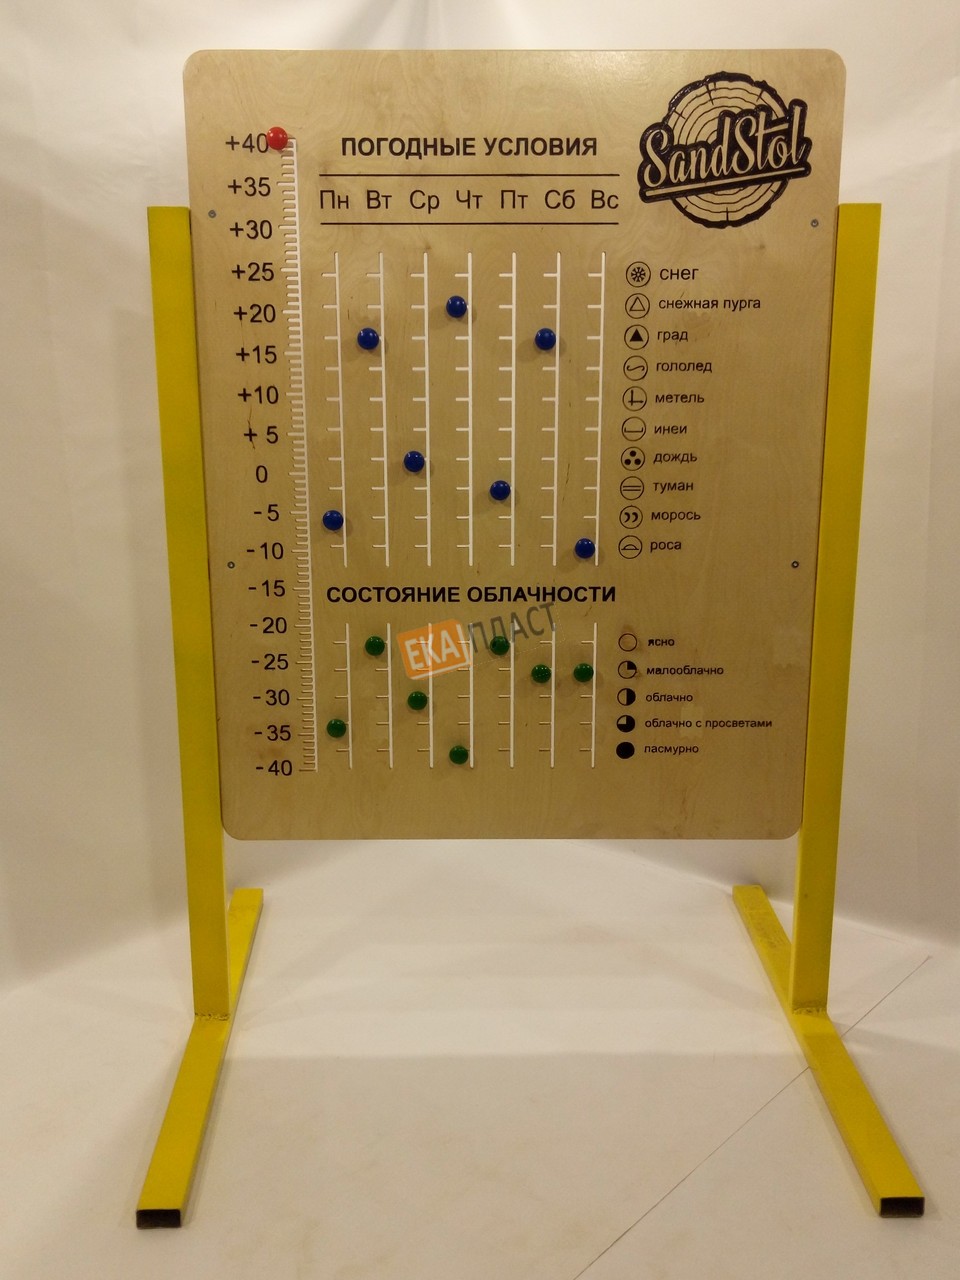 SandStol
ПОГОДНЫЕ УСЛОВИЯ
Пн Вт Ср Чт Пт Сб Вс
+40
+35
+30
+25
+20
+15
+10
+ 5
0
- 5
- 10
- 15
- 20
- 25
- 30
- 35
- 40
снег
снежная пурга
град
гололед
метель
иней
дождь
туман
морось
роса
СОСТОЯНИЕ ОБЛАЧНОСТИ
ЕКАПЛАСТ
ясно
малооблачно
облачно
облачно с просветами
пасмурно